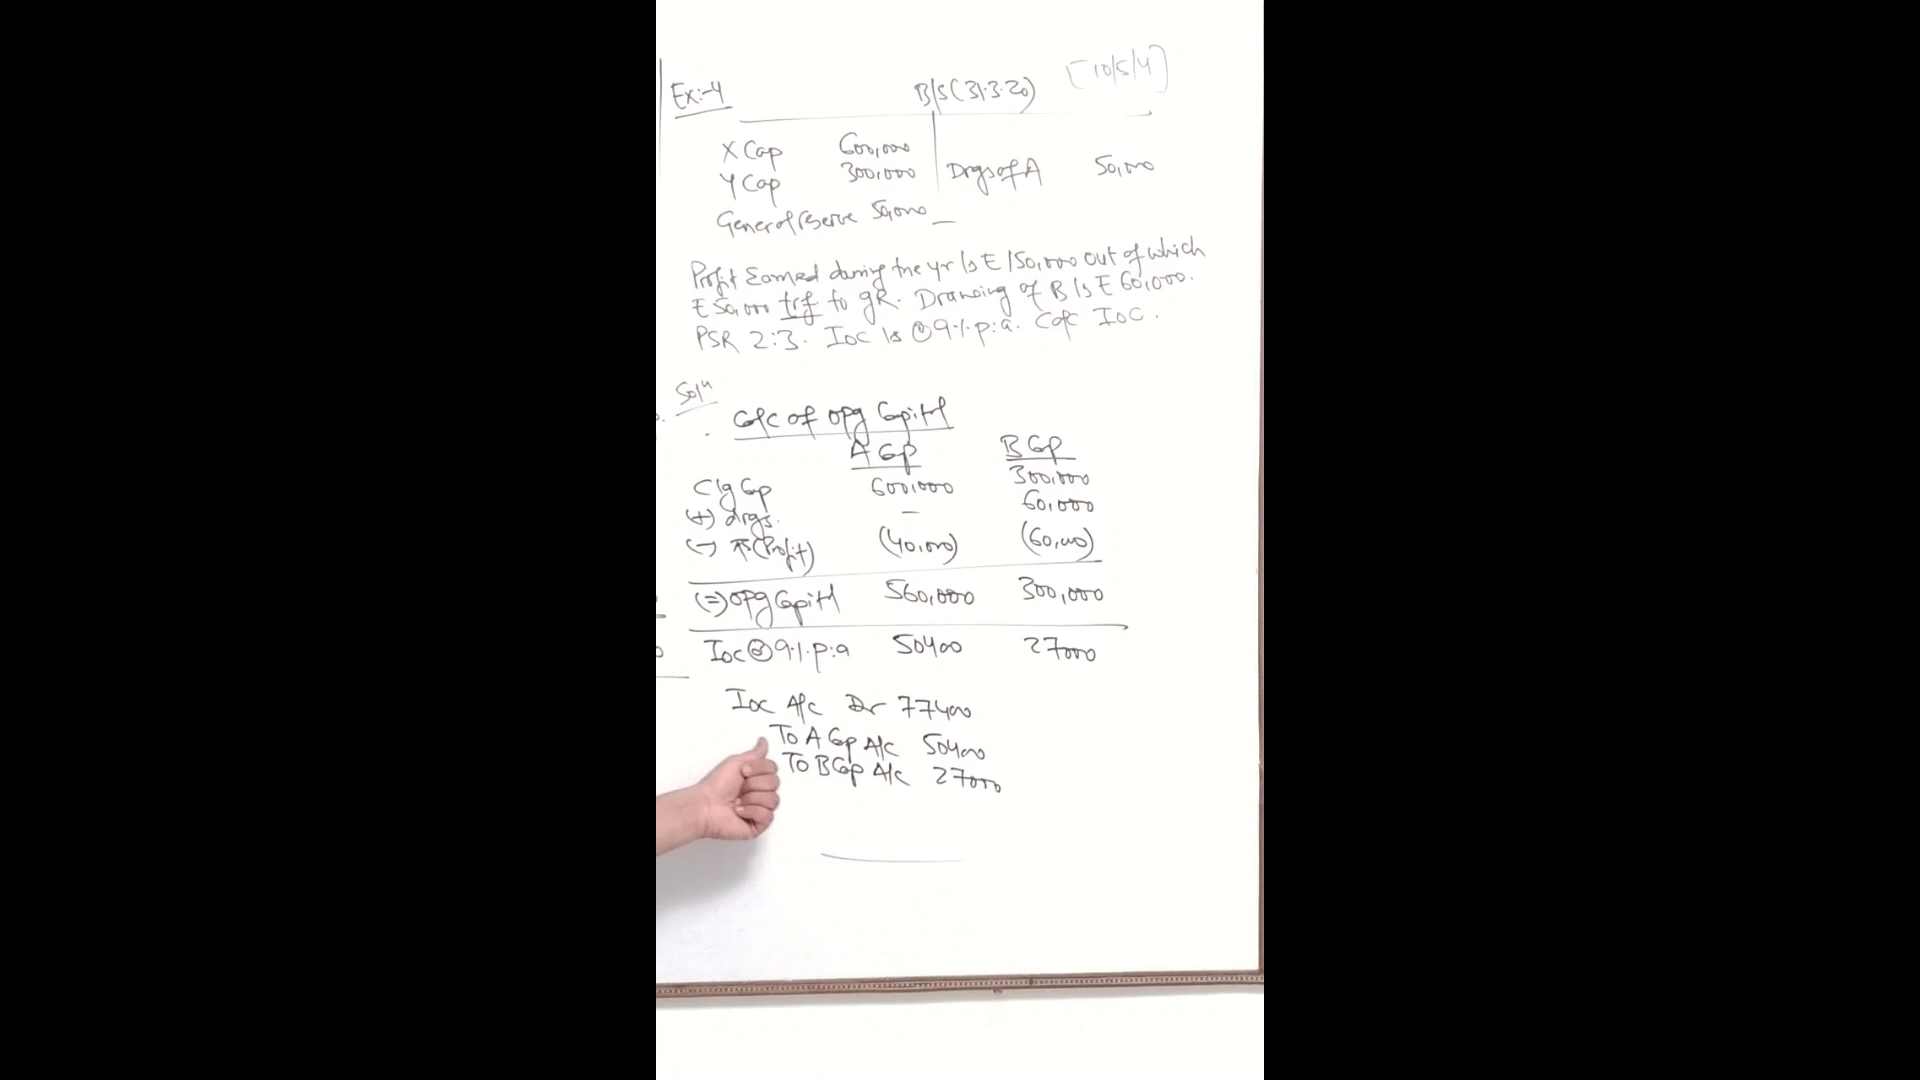 Ex:-4 B/S (31.3.20) [10/5/4]
X Cap 600,000
Y Cap 300,000 Drgs of A 50,000
General Reserve 50,000
Profit Earned during the yr is ₹ 150,000 out of which
₹ 50,000 trf to gR. Drawing of B is ₹ 60,000.
PSR 2:3. IOC is @ 9% p.a. Calc IOC.
Solⁿ
Calc of opg Capital
A Cap B Cap
Clg Cap 600,000 300,000
(+) drgs. — 60,000
(-) (Profit) (40,000) (60,000)
(=) opg Capital 560,000 300,000
IOC @ 9% p.a 50400 27000
IOC A/c Dr 77400
To A Cap A/c 50400
To B Cap A/c 27000